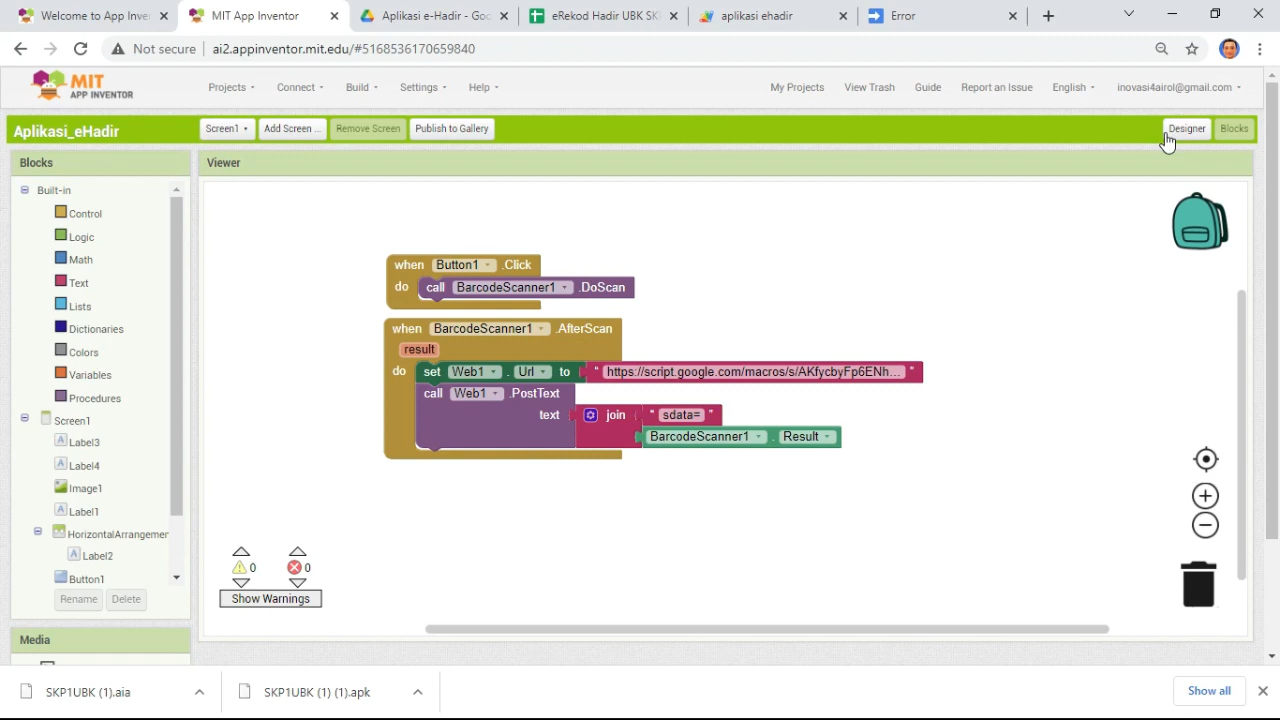 Welcome to App Inve
MIT App Inventor
Aplikasi e-Hadir - Goo
eRekod Hadir UBK SK
aplikasi ehadir
Error
Not secure
ai2.appinventor.mit.edu/#5168536170659840
MIT
APP INVENTOR
Projects
Connect
Build
Settings
Help
My Projects
View Trash
Guide
Report an Issue
English
inovasi4airol@gmail.com
Aplikasi_eHadir
Screen1
Add Screen ...
Remove Screen
Publish to Gallery
Designer
Blocks
Blocks
Viewer
Built-in
Control
Logic
Math
Text
Lists
Dictionaries
Colors
Variables
Procedures
Screen1
Label3
Label4
Image1
Label1
HorizontalArrangemen
Label2
Button1
Rename
Delete
Media
when Button1 .Click
do call BarcodeScanner1 .DoScan
when BarcodeScanner1 .AfterScan
result
do set Web1 . Url to " https://script.google.com/macros/s/AKfycbyFp6ENh... "
call Web1 .PostText
text join " sdata= "
BarcodeScanner1 . Result
0
0
Show Warnings
SKP1UBK (1).aia
SKP1UBK (1) (1).apk
Show all